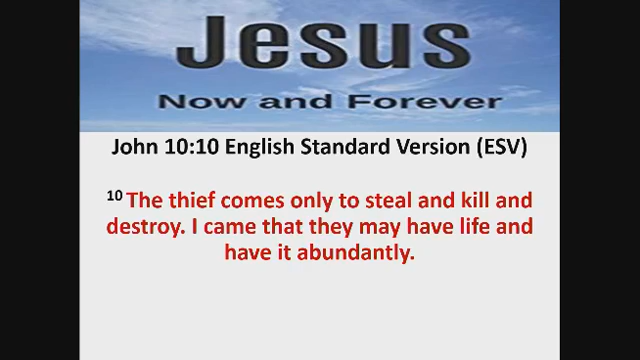 Jesus
Now and Forever
John 10:10 English Standard Version (ESV)
10 The thief comes only to steal and kill and
destroy. I came that they may have life and
have it abundantly.